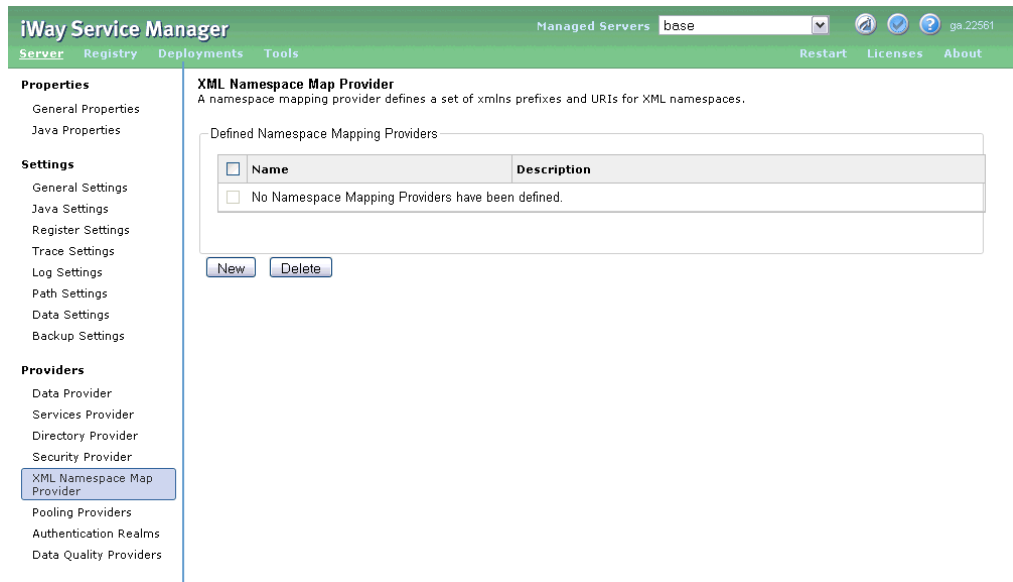 iWay Service Manager
Managed Servers base ga.22561
Server Registry Deployments Tools
Restart Licenses About
Properties
General Properties
Java Properties
Settings
General Settings
Java Settings
Register Settings
Trace Settings
Log Settings
Path Settings
Data Settings
Backup Settings
Providers
Data Provider
Services Provider
Directory Provider
Security Provider
XML Namespace Map
Provider
Pooling Providers
Authentication Realms
Data Quality Providers
XML Namespace Map Provider
A namespace mapping provider defines a set of xmlns prefixes and URIs for XML namespaces.
Defined Namespace Mapping Providers
Name Description
No Namespace Mapping Providers have been defined.
New Delete